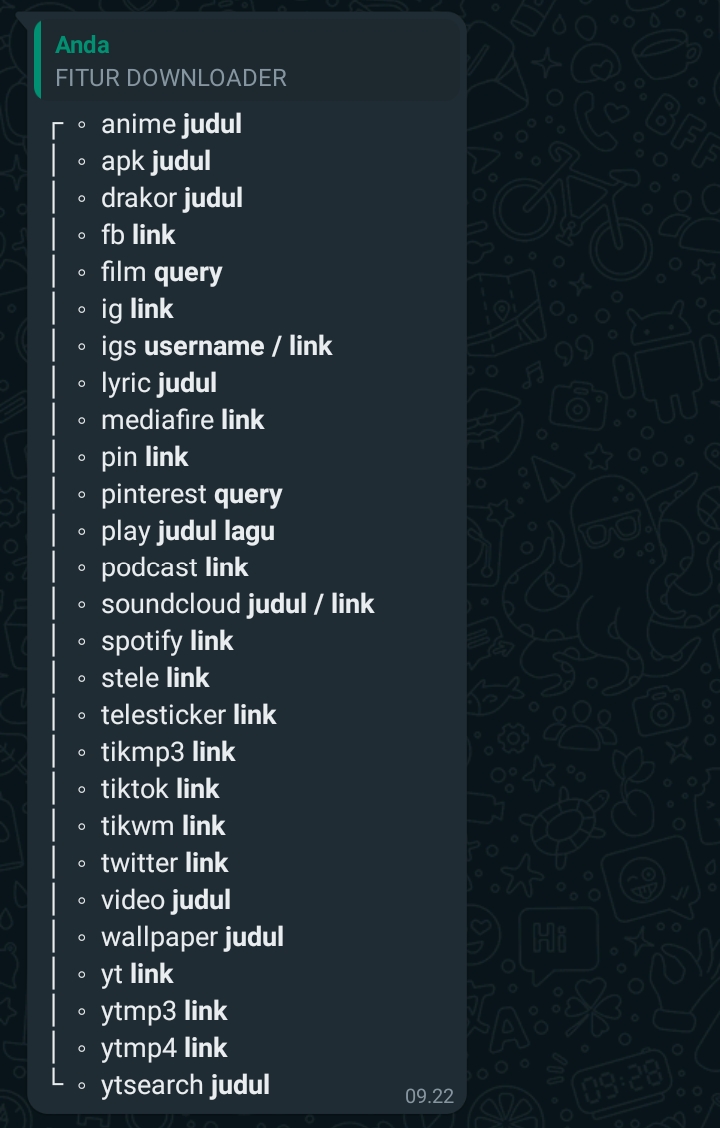 Anda
FITUR DOWNLOADER
┌ ◦ anime judul
│ ◦ apk judul
│ ◦ drakor judul
│ ◦ fb link
│ ◦ film query
│ ◦ ig link
│ ◦ igs username / link
│ ◦ lyric judul
│ ◦ mediafire link
│ ◦ pin link
│ ◦ pinterest query
│ ◦ play judul lagu
│ ◦ podcast link
│ ◦ soundcloud judul / link
│ ◦ spotify link
│ ◦ stele link
│ ◦ telesticker link
│ ◦ tikmp3 link
│ ◦ tiktok link
│ ◦ tikwm link
│ ◦ twitter link
│ ◦ video judul
│ ◦ wallpaper judul
│ ◦ yt link
│ ◦ ytmp3 link
│ ◦ ytmp4 link
└ ◦ ytsearch judul
09.22
Hi
09:28